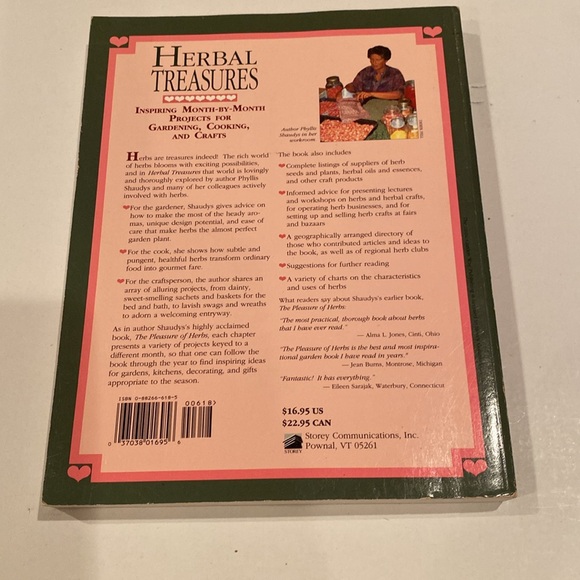 HERBAL
TREASURES
INSPIRING MONTH-BY-MONTH
PROJECTS FOR
GARDENING, COOKING,
AND CRAFTS
Author Phyllis
Shaudys in her
workroom.
Herbs are treasures indeed! The rich world
of herbs blooms with exciting possibilities,
and in Herbal Treasures that world is lovingly
and thoroughly explored by author Phyllis
Shaudys and many of her colleagues actively
involved with herbs.
For the gardener, Shaudys gives advice on
how to make the most of the heady aro-
mas, unique design potential, and ease of
care that make herbs the almost perfect
garden plant.
For the cook, she shows how subtle and
pungent, healthful herbs transform ordinary
food into gourmet fare.
For the craftsperson, the author shares an
array of alluring projects, from dainty,
sweet-smelling sachets and baskets for the
bed and bath, to lavish swags and wreaths
to adorn a welcoming entryway.
As in author Shaudys's highly acclaimed
book, The Pleasure of Herbs, each chapter
presents a variety of projects keyed to a
different month, so that one can follow the
book through the year to find inspiring ideas
for gardens, kitchens, decorating, and gifts
appropriate to the season.
The book also includes
Complete listings of suppliers of herb
seeds and plants, herbal oils and essences,
and other craft products
Informed advice for presenting lectures
and workshops on herbs and herbal crafts,
for operating herb businesses, and for
setting up and selling herb crafts at fairs
and bazaars
A geographically arranged directory of
those who contributed articles and ideas to
the book, as well as of regional herb clubs
Suggestions for further reading
A variety of charts on the characteristics
and uses of herbs
What readers say about Shaudys's earlier book,
The Pleasure of Herbs:
"The most practical, thorough book about herbs
that I have ever read."
— Alma L. Jones, Cinti, Ohio
"The Pleasure of Herbs is the best and most inspira-
tional garden book I have read in years."
— Jean Burns, Montrose, Michigan
"Fantastic! It has everything."
— Eileen Sarajak, Waterbury, Connecticut
ISBN 0-88266-618-5
00618>
0 37038 01695 8
$16.95 US
$22.95 CAN
STOREY
Storey Communications, Inc.
Pownal, VT 05261